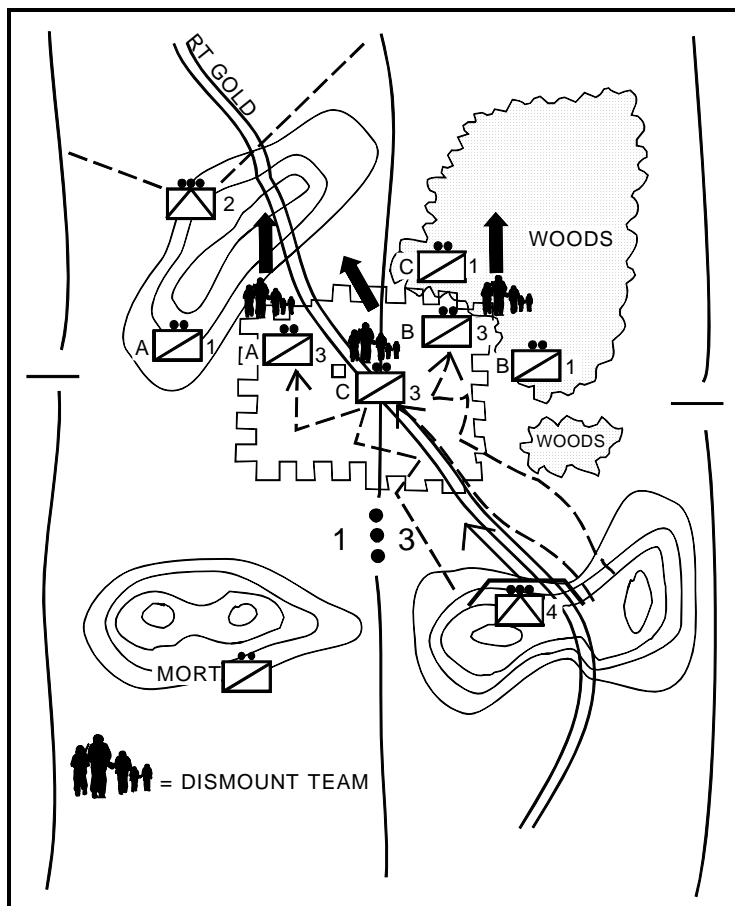 RT GOLD
2
WOODS
C 1
A 1
[A 3
B 3
B 1
C 3
WOODS
1 3
4
MORT
= DISMOUNT TEAM